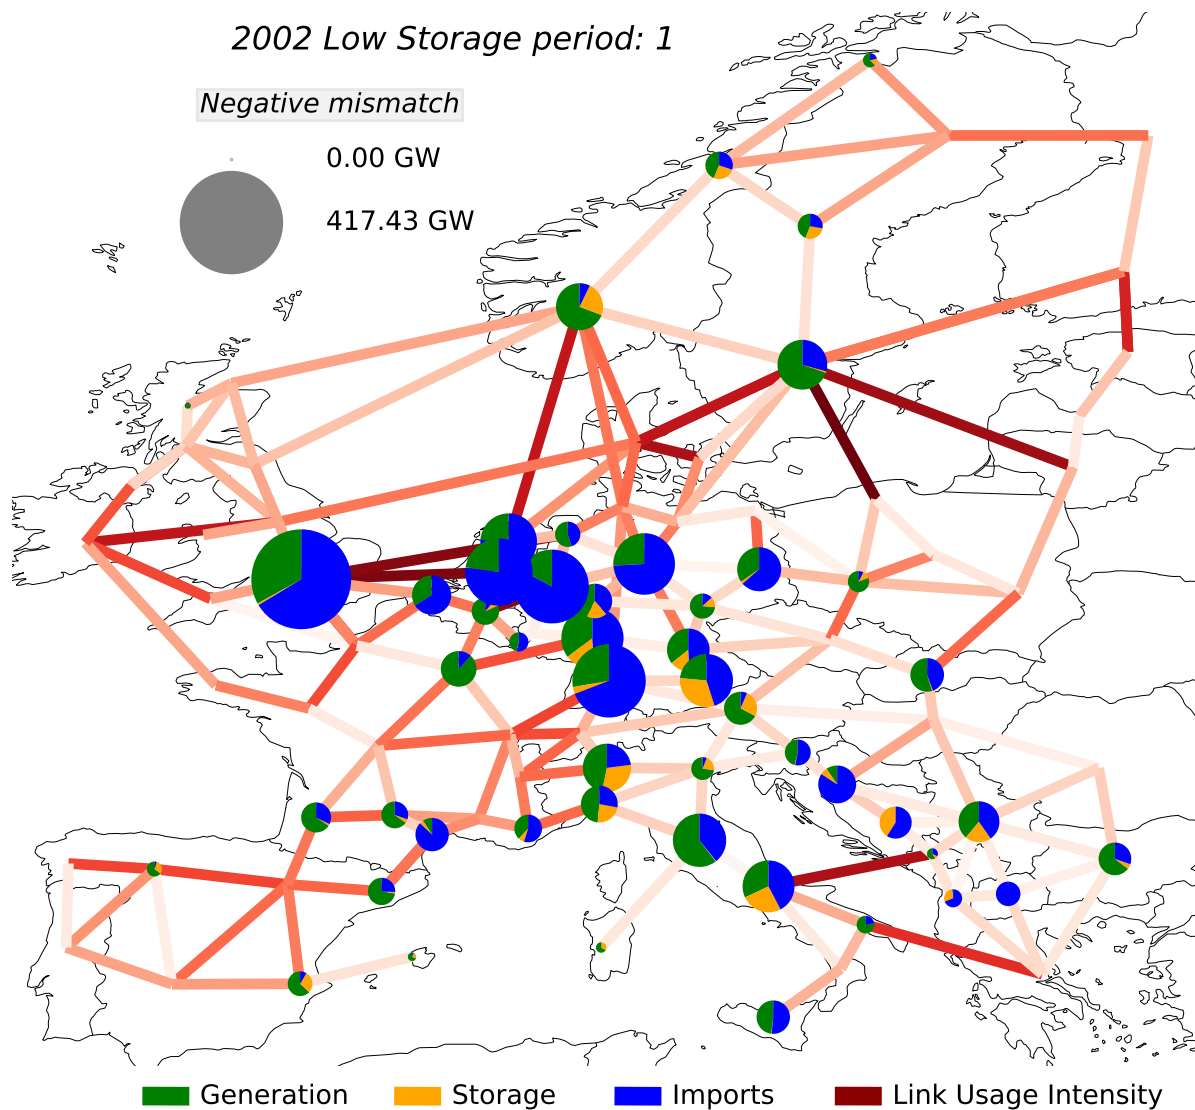 2002 Low Storage period: 1
Negative mismatch
0.00 GW
417.43 GW
Generation
Storage
Imports
Link Usage Intensity